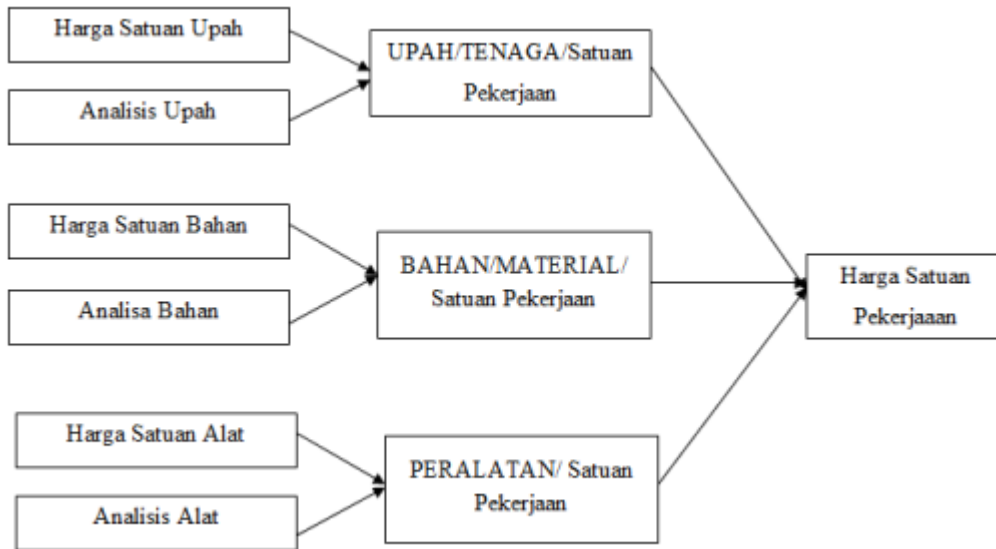 Harga Satuan Upah
Analisis Upah
UPAH/TENAGA/Satuan
Pekerjaan
Harga Satuan Bahan
Analisa Bahan
BAHAN/MATERIAL/
Satuan Pekerjaan
Harga Satuan Alat
Analisis Alat
PERALATAN/ Satuan
Pekerjaan
Harga Satuan
Pekerjaaan